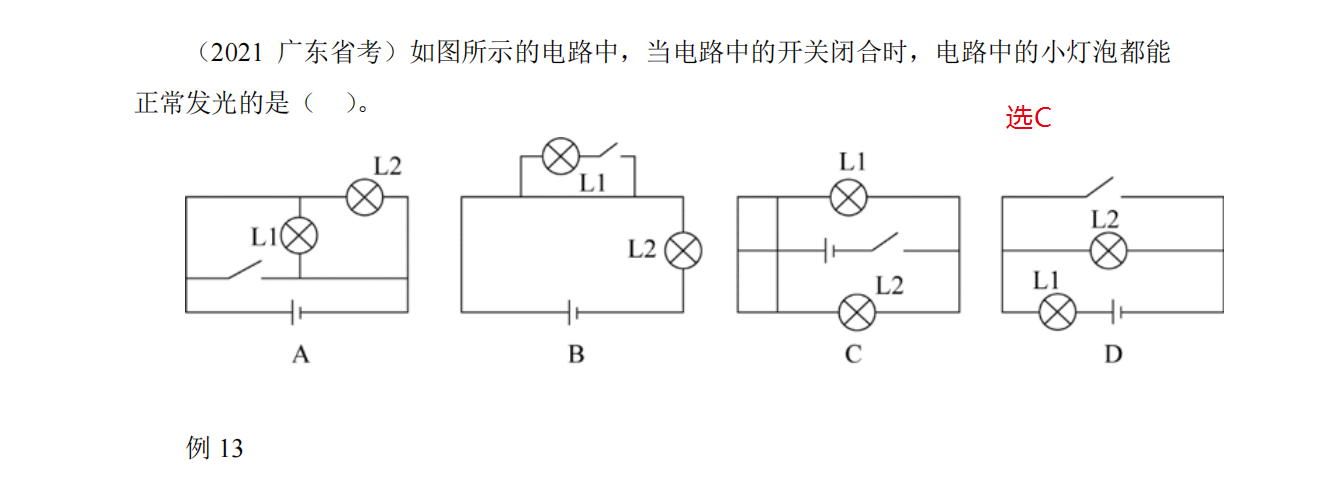 （2021 广东省考）如图所示的电路中，当电路中的开关闭合时，电路中的小灯泡都能
正常发光的是（ ）。
选C
L2
L1
A
L1
L2
B
L1
L2
C
L2
L1
D
例 13